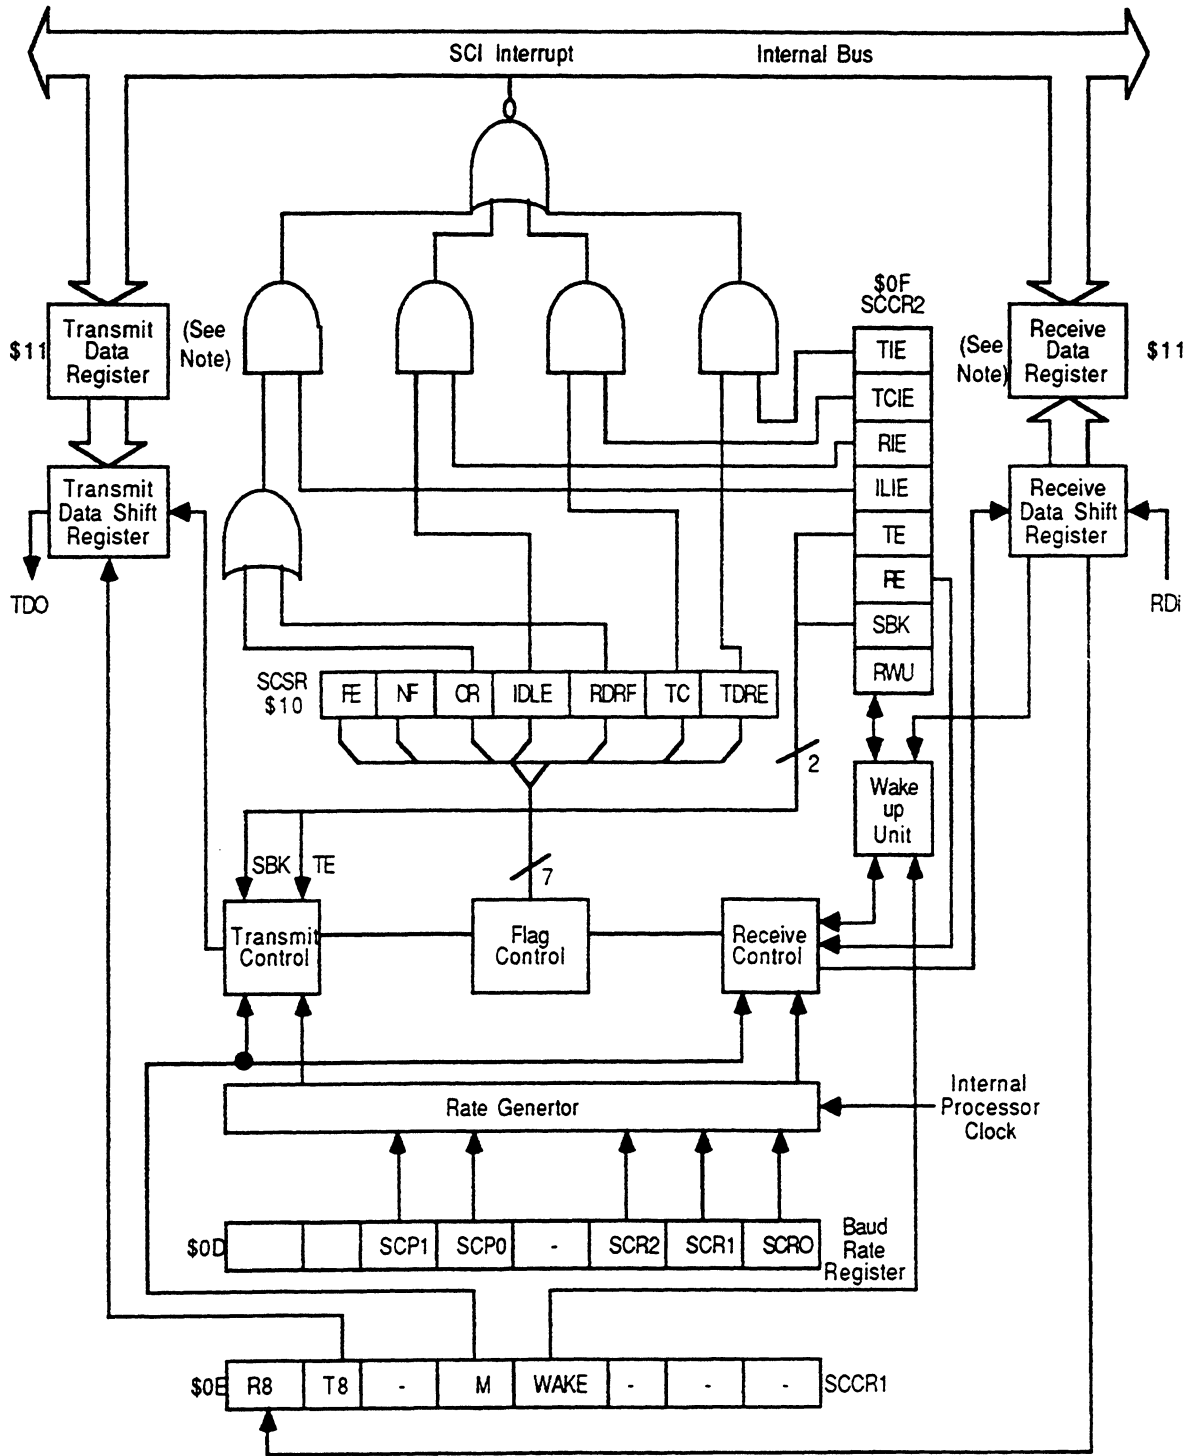 SCI Interrupt
Internal Bus
$0F
SCCR2
$11
Transmit
Data
Register
(See
Note)
TIE
TCIE
RIE
ILIE
TE
RE
SBK
RWU
(See
Note)
Receive
Data
Register
$11
Transmit
Data Shift
Register
Receive
Data Shift
Register
TDO
RDi
SCSR
$10
FE
NF
OR
IDLE
RDRF
TC
TDRE
2
Wake
up
Unit
SBK
TE
7
Transmit
Control
Flag
Control
Receive
Control
Rate Genertor
Internal
Processor
Clock
$0D
SCP1
SCP0
-
SCR2
SCR1
SCRO
Baud
Rate
Register
$0E
R8
T8
-
M
WAKE
-
-
-
SCCR1